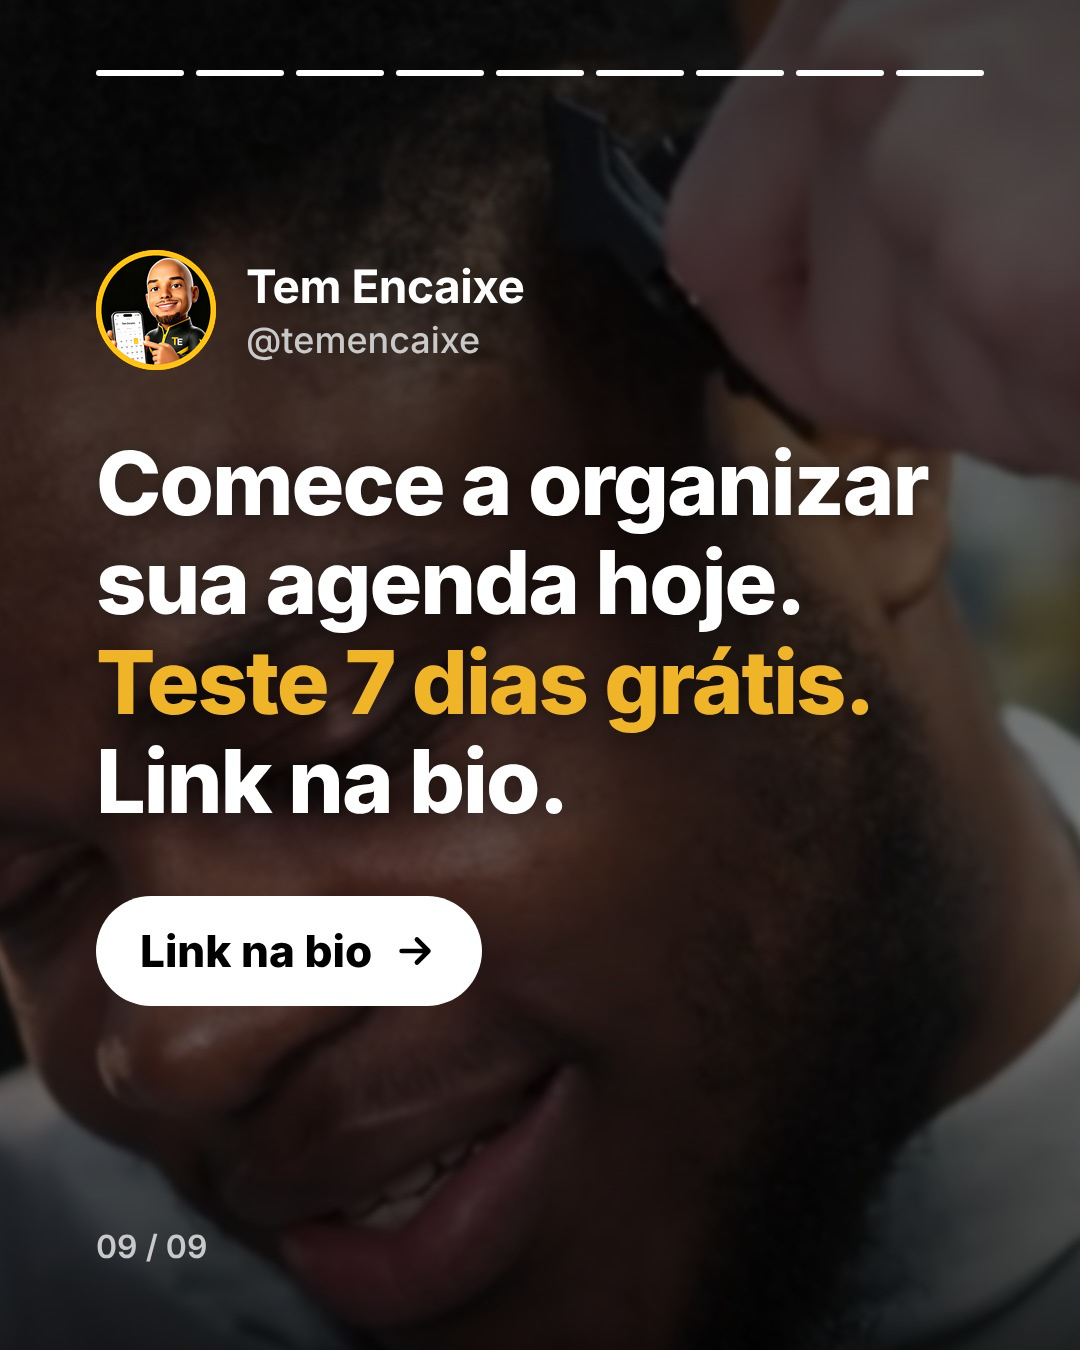 Tem Encaixe
@temencaixe
Comece a organizar
sua agenda hoje.
Teste 7 dias grátis.
Link na bio.
Link na bio →
09 / 09